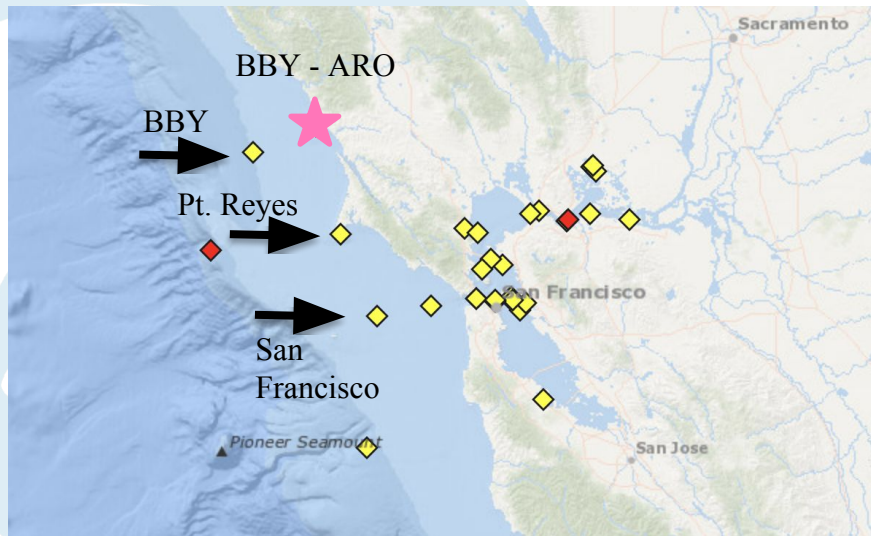 Sacramento
BBY - ARO
BBY
Pt. Reyes
San Francisco
San
Francisco
Pioneer Seamount
San Jose